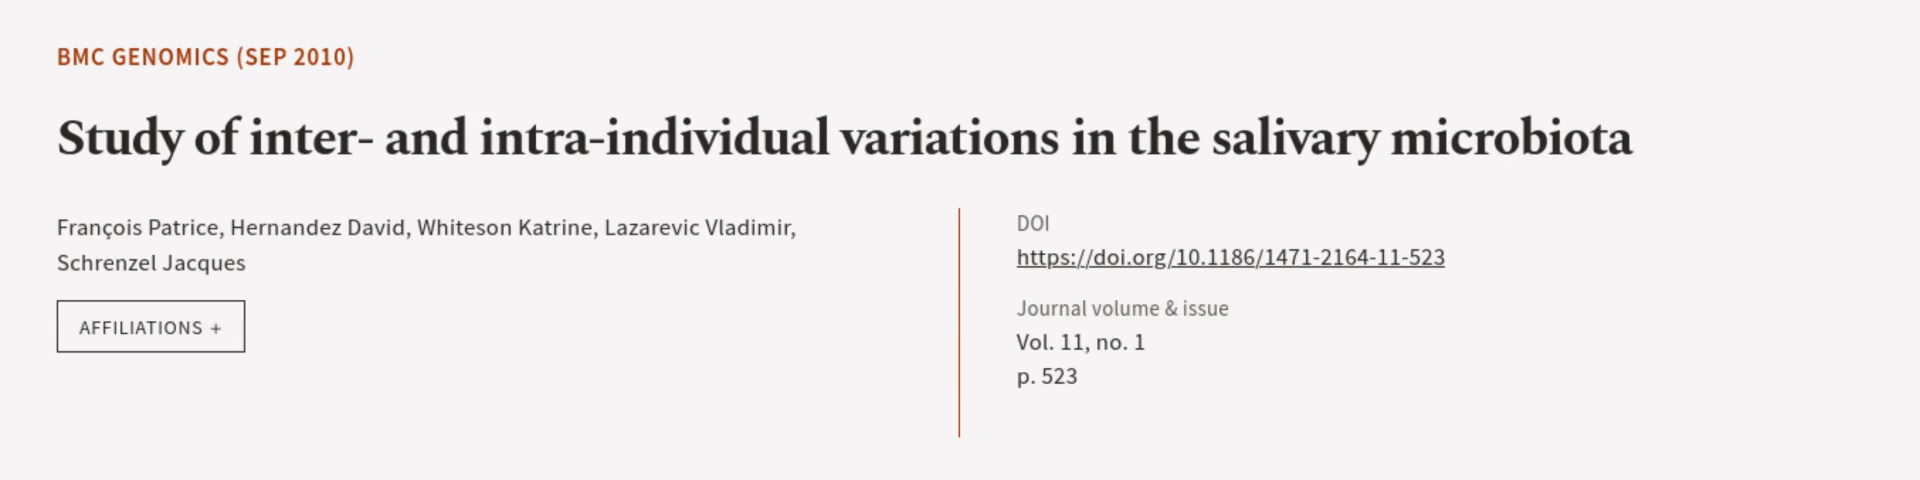 BMC GENOMICS (SEP 2010)
Study of inter- and intra-individual variations in the salivary microbiota
François Patrice, Hernandez David, Whiteson Katrine, Lazarevic Vladimir,
Schrenzel Jacques
AFFILIATIONS +
DOI
https://doi.org/10.1186/1471-2164-11-523
Journal volume & issue
Vol. 11, no. 1
p. 523